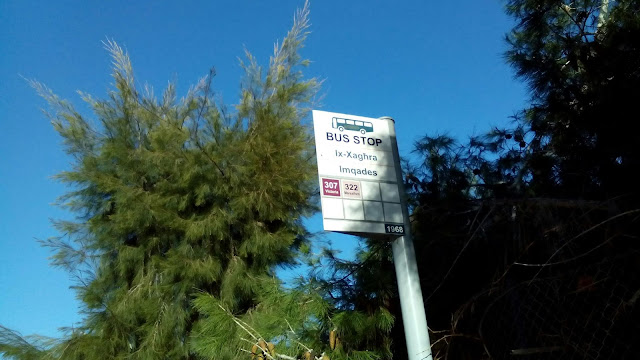 BUS STOP
Ix-Xagħra
Imqades
307 322
1968